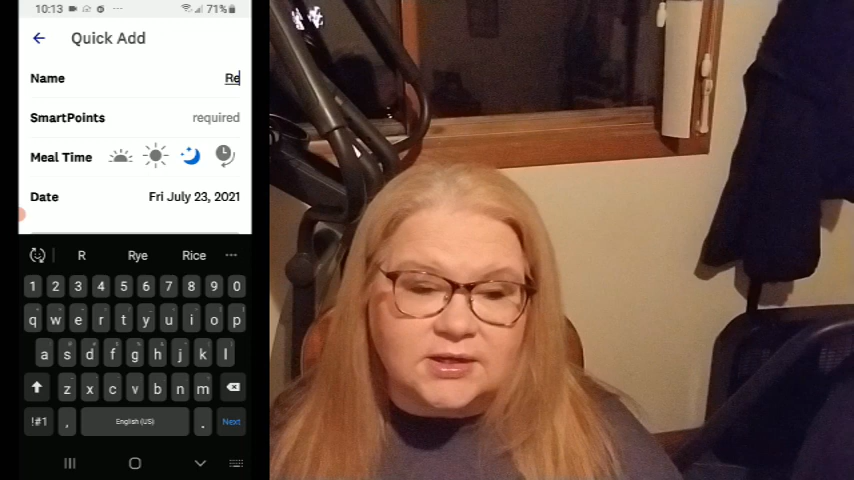 10:13 71%
Quick Add
Name Re
SmartPoints required
Meal Time
Date Fri July 23, 2021
R Rye Rice ...
1 2 3 4 5 6 7 8 9 0
q w e r t y u i o p
a s d f g h j k l
z x c v b n m
!#1 , English (US) . Next